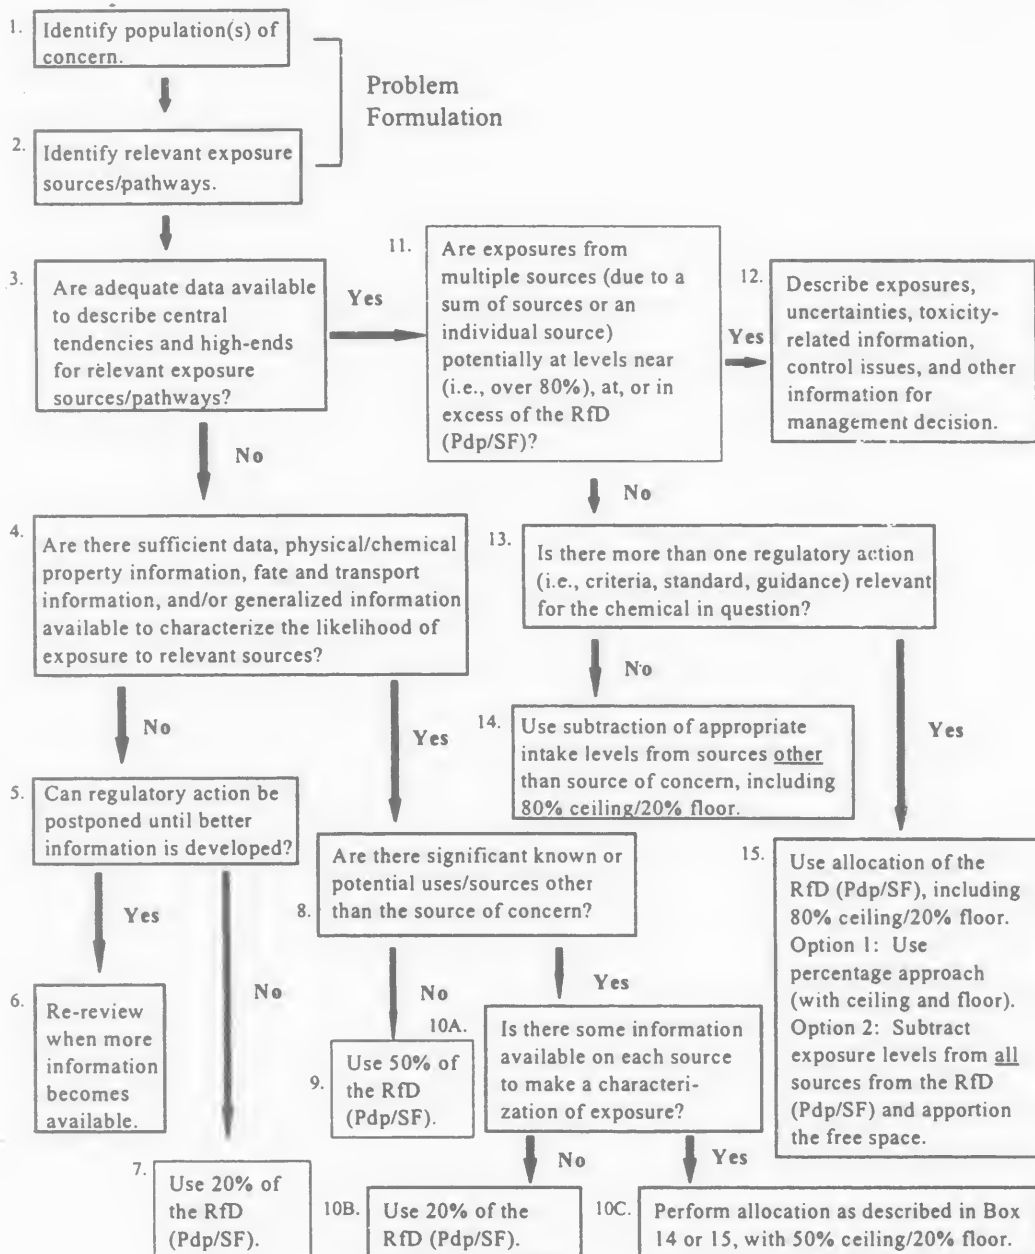 1. Identify population(s) of
concern.
Problem
Formulation
2. Identify relevant exposure
sources/pathways.
3. Are adequate data available
to describe central
tendencies and high-ends
for relevant exposure
sources/pathways?
Yes
No
11. Are exposures from
multiple sources (due to a
sum of sources or an
individual source)
potentially at levels near
(i.e., over 80%), at, or in
excess of the RfD
(Pdp/SF)?
Yes
No
12. Describe exposures,
uncertainties, toxicity-
related information,
control issues, and other
information for
management decision.
4. Are there sufficient data, physical/chemical
property information, fate and transport
information, and/or generalized information
available to characterize the likelihood of
exposure to relevant sources?
No
Yes
13. Is there more than one regulatory action
(i.e., criteria, standard, guidance) relevant
for the chemical in question?
No
Yes
14. Use subtraction of appropriate
intake levels from sources other
than source of concern, including
80% ceiling/20% floor.
5. Can regulatory action be
postponed until better
information is developed?
Yes
No
6. Re-review
when more
information
becomes
available.
7. Use 20% of
the RfD
(Pdp/SF).
8. Are there significant known or
potential uses/sources other
than the source of concern?
No
Yes
9. Use 50% of
the RfD
(Pdp/SF).
10A. Is there some information
available on each source
to make a characteri-
zation of exposure?
No
Yes
10B. Use 20% of the
RfD (Pdp/SF).
10C. Perform allocation as described in Box
14 or 15, with 50% ceiling/20% floor.
15. Use allocation of the
RfD (Pdp/SF), including
80% ceiling/20% floor.
Option 1: Use
percentage approach
(with ceiling and floor).
Option 2: Subtract
exposure levels from all
sources from the RfD
(Pdp/SF) and apportion
the free space.